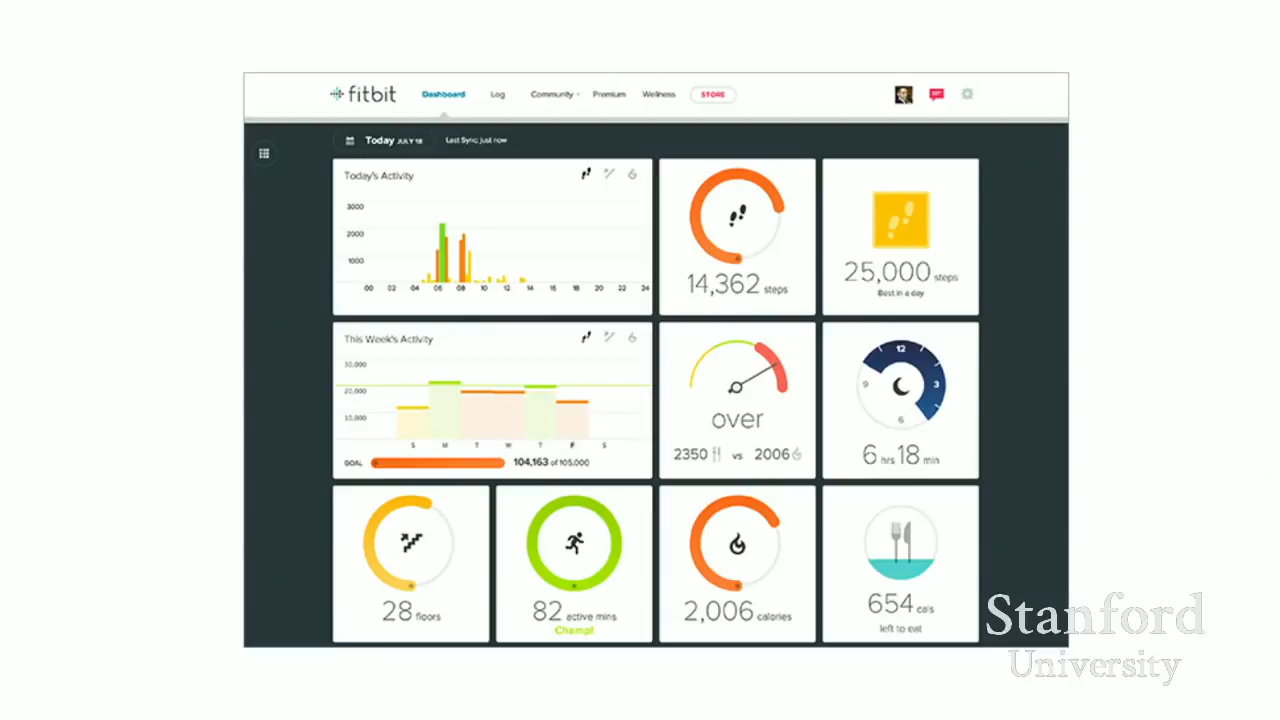 fitbit Dashboard Log Community Premium Wellness STORE
Today JULY 18 Last Sync: just now
Today's Activity
3000
2000
1000
00 02 04 06 08 10 12 14 16 18 20 22 24
14,362 steps
25,000 steps
Best in a day
This Week's Activity
30,000
20,000
10,000
S M T W T F S
GOAL 104,163 of 105,000
over
2350 vs 2006
12
9 3
6
6 hrs 18 min
28 floors
82 active mins
Champ!
2,006 calories
654 cals
left to eat
Stanford
University